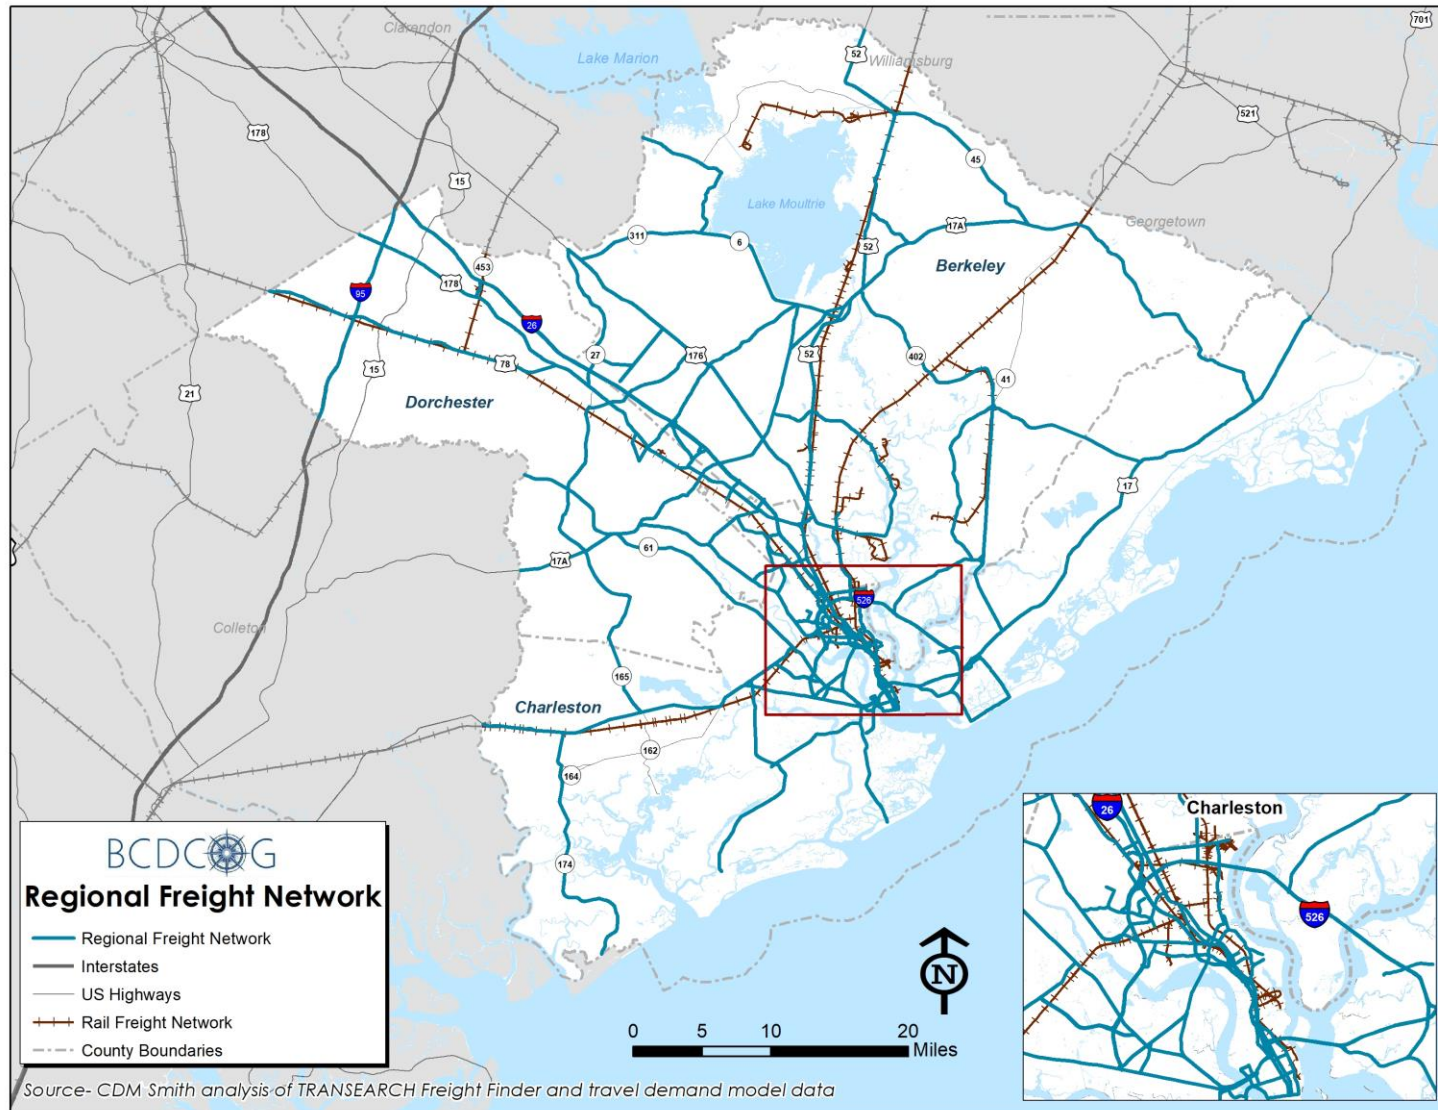 Clarendon
52
701
Lake Marion
Williamsburg
178
521
45
15
Lake Moultrie
Georgetown
17A
311
6
52
453
Berkeley
178
95
26
27
176
52
402
15
78
41
21
Dorchester
17
61
17A
526
Colleton
165
Charleston
162
164
174
BCDCOG
Regional Freight Network
Regional Freight Network
Interstates
US Highways
Rail Freight Network
County Boundaries
N
0 5 10 20
Miles
26
Charleston
526
Source- CDM Smith analysis of TRANSEARCH Freight Finder and travel demand model data